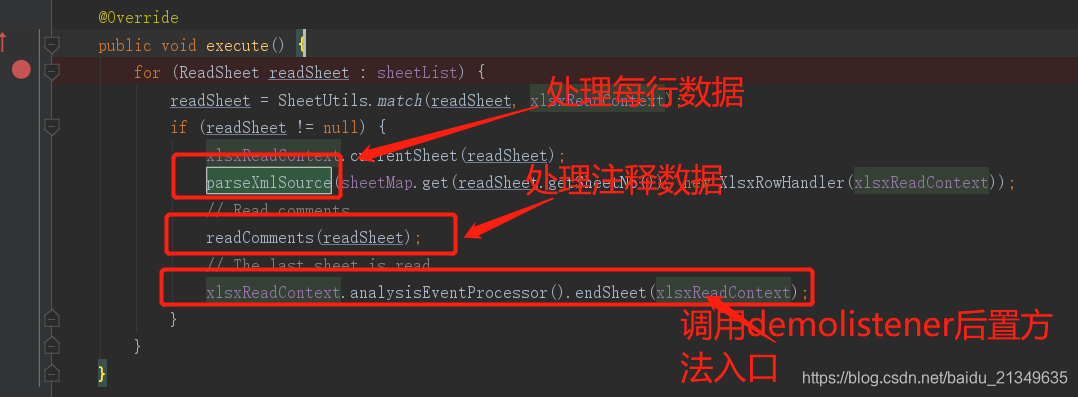 @Override
public void execute() {
for (ReadSheet readSheet : sheetList) {
readSheet = SheetUtils.match(readSheet, xlsxReadContext);
处理每行数据
if (readSheet != null) {
xlsxReadContext.currentSheet(readSheet);
parseXmlSource(sheetMap.get(readSheet.getSheetNo()), new XlsxRowHandler(xlsxReadContext));
处理注释数据
// Read comments
readComments(readSheet);
// The last sheet is read
xlsxReadContext.analysisEventProcessor().endSheet(xlsxReadContext);
}
调用demolistener后置方
法入口
}
}
https://blog.csdn.net/baidu_21349635